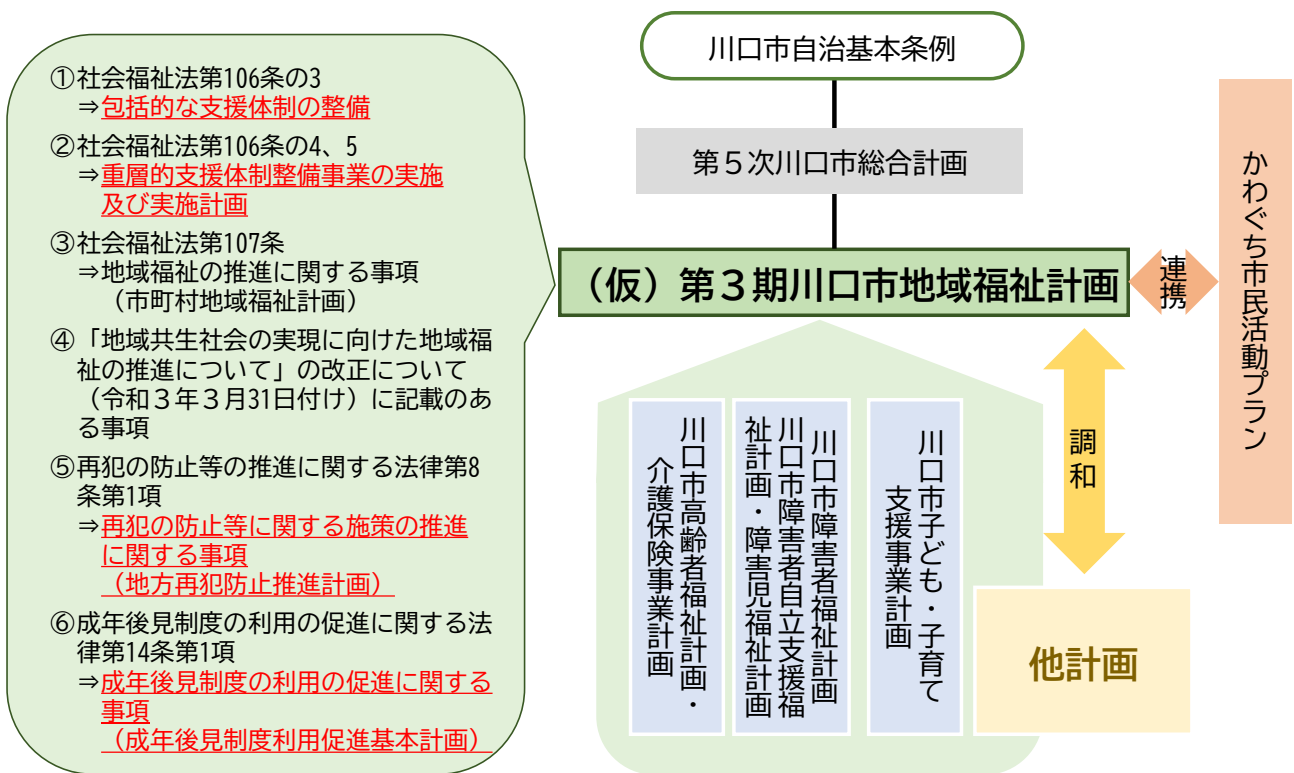 ①社会福祉法第106条の3
⇒包括的な支援体制の整備
②社会福祉法第106条の4、5
⇒重層的支援体制整備事業の実施
及び実施計画
③社会福祉法第107条
⇒地域福祉の推進に関する事項
（市町村地域福祉計画）
④「地域共生社会の実現に向けた地域福
祉の推進について」の改正について
（令和３年３月31日付け）に記載のあ
る事項
⑤再犯の防止等の推進に関する法律第8
条第1項
⇒再犯の防止等に関する施策の推進
に関する事項
（地方再犯防止推進計画）
⑥成年後見制度の利用の促進に関する法
律第14条第1項
⇒成年後見制度の利用の促進に関する
事項
（成年後見制度利用促進基本計画）
川口市自治基本条例
第５次川口市総合計画
（仮）第３期川口市地域福祉計画
連携
かわぐち市民活動プラン
川口市高齢者福祉計画・
介護保険事業計画
川口市障害者福祉計画
川口市障害者自立支援福
祉計画・障害児福祉計画
川口市子ども・子育て
支援事業計画
調和
他計画